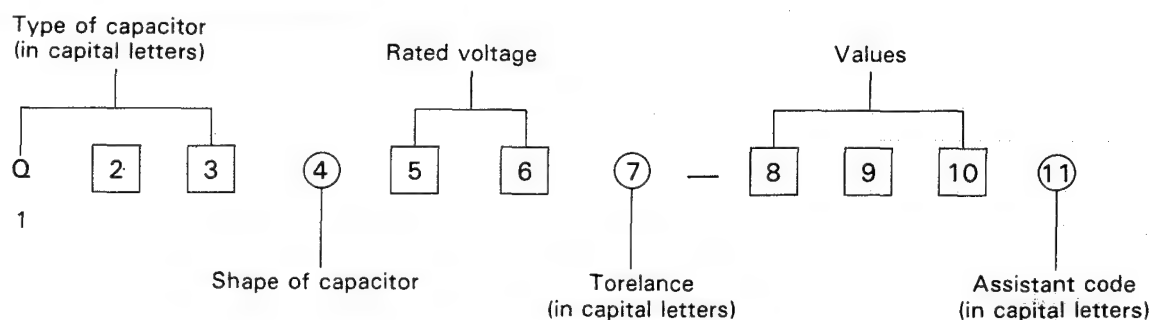 Type of capacitor
(in capital letters)
Rated voltage
Values
Q 2 3 4 5 6 7 — 8 9 10 11
1
Shape of capacitor
Torelance
(in capital letters)
Assistant code
(in capital letters)